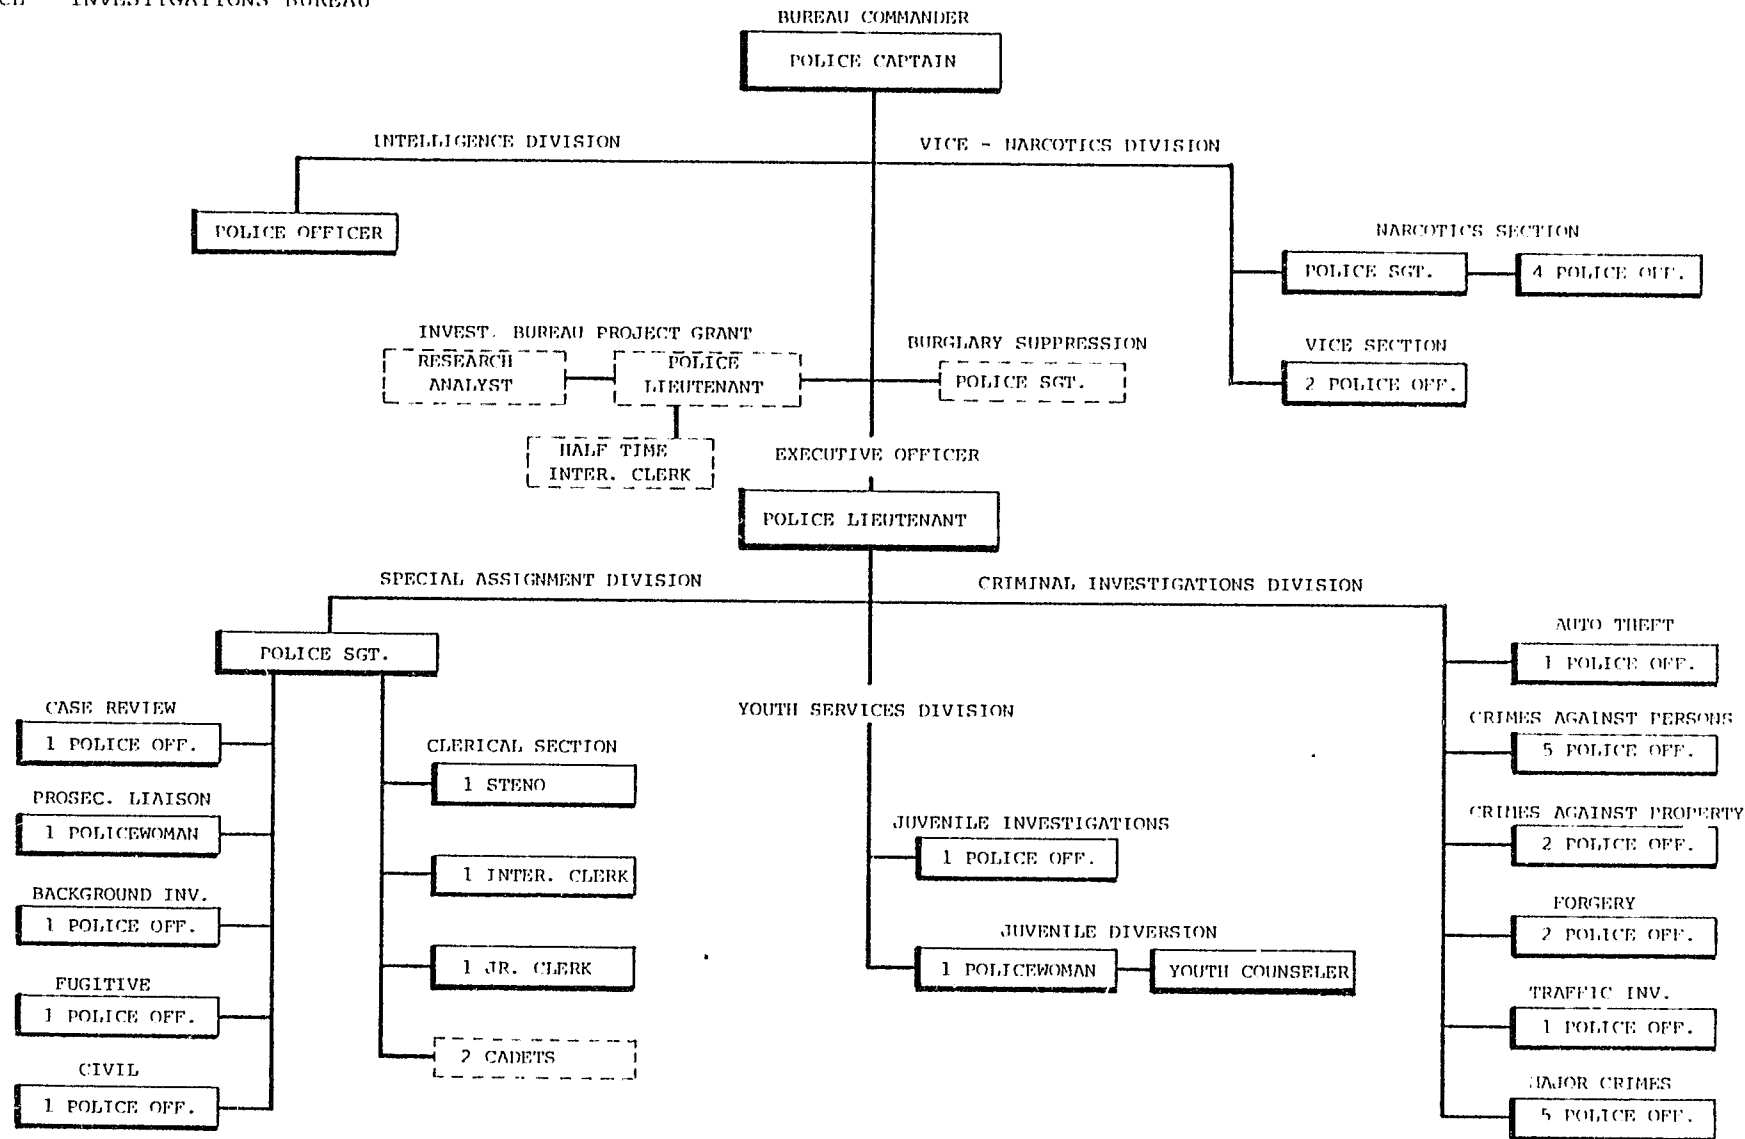 INVESTIGATIONS BUREAU
BUREAU COMMANDER
POLICE CAPTAIN
INTELLIGENCE DIVISION
VICE - NARCOTICS DIVISION
POLICE OFFICER
NARCOTICS SECTION
POLICE SGT.
4 POLICE OFF.
INVEST. BUREAU PROJECT GRANT
RESEARCH
ANALYST
POLICE
LIEUTENANT
BURGLARY SUPPRESSION
POLICE SGT.
VICE SECTION
2 POLICE OFF.
HALF TIME
INTER. CLERK
EXECUTIVE OFFICER
POLICE LIEUTENANT
SPECIAL ASSIGNMENT DIVISION
CRIMINAL INVESTIGATIONS DIVISION
POLICE SGT.
CASE REVIEW
1 POLICE OFF.
PROSEC. LIAISON
1 POLICEWOMAN
BACKGROUND INV.
1 POLICE OFF.
FUGITIVE
1 POLICE OFF.
CIVIL
1 POLICE OFF.
CLERICAL SECTION
1 STENO
1 INTER. CLERK
1 JR. CLERK
2 CADETS
YOUTH SERVICES DIVISION
JUVENILE INVESTIGATIONS
1 POLICE OFF.
JUVENILE DIVERSION
1 POLICEWOMAN
YOUTH COUNSELER
AUTO THEFT
1 POLICE OFF.
CRIMES AGAINST PERSONS
5 POLICE OFF.
CRIMES AGAINST PROPERTY
2 POLICE OFF.
FORGERY
2 POLICE OFF.
TRAFFIC INV.
1 POLICE OFF.
MAJOR CRIMES
5 POLICE OFF.